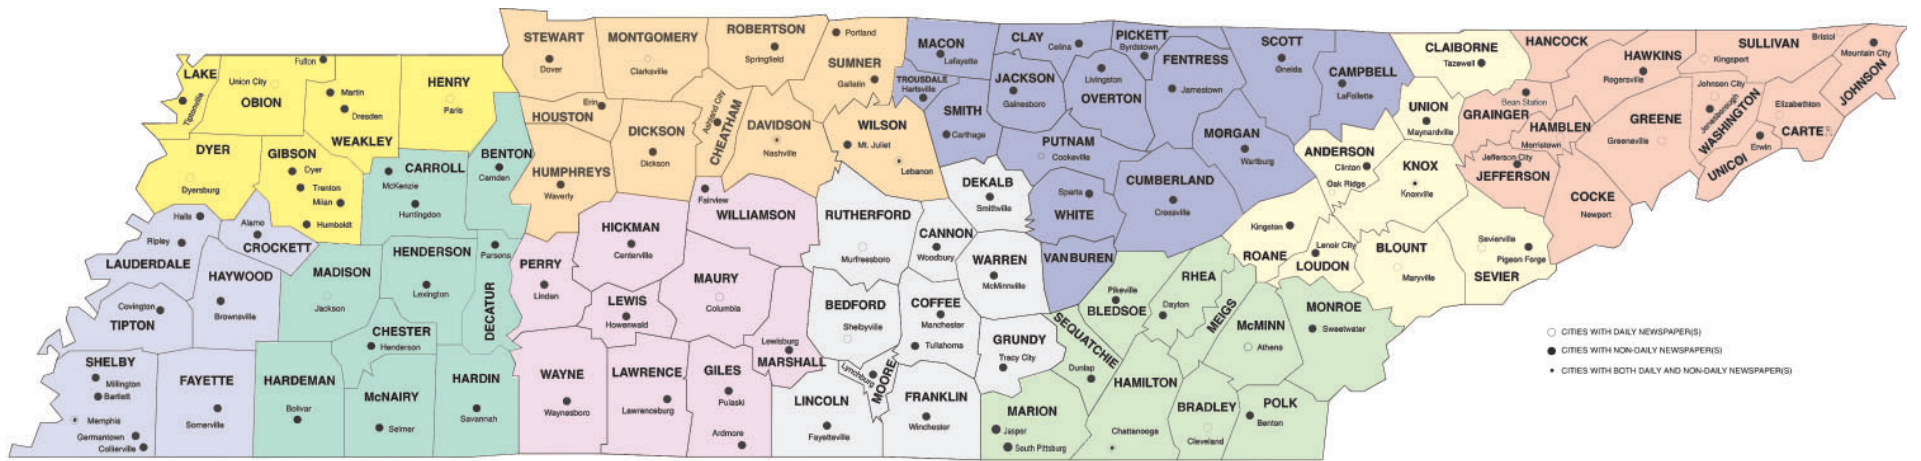 LAKE
Tiptonville
Union City
OBION
Fulton
Martin
Dresden
WEAKLEY
HENRY
Paris
STEWART
Dover
MONTGOMERY
Clarksville
ROBERTSON
Springfield
Portland
SUMNER
Gallatin
MACON
Lafayette
TROUSDALE
Hartsville
CLAY
Celina
PICKETT
Byrdstown
JACKSON
Gainesboro
Livingston
OVERTON
FENTRESS
Jamestown
SCOTT
Oneida
CAMPBELL
LaFollette
CLAIBORNE
Tazewell
HANCOCK
HAWKINS
Rogersville
SULLIVAN
Kingsport
Bristol
Mountain City
JOHNSON
DYER
Dyersburg
GIBSON
Dyer
Trenton
Milan
Humboldt
CARROLL
McKenzie
Huntingdon
BENTON
Camden
HOUSTON
Erin
HUMPHREYS
Waverly
DICKSON
Dickson
Ashland City
CHEATHAM
DAVIDSON
Nashville
WILSON
Mt. Juliet
Lebanon
SMITH
Carthage
PUTNAM
Cookeville
MORGAN
Wartburg
ANDERSON
Clinton
Oak Ridge
UNION
Maynardville
KNOX
Knoxville
Bean Station
GRAINGER
HAMBLEN
Morristown
Jefferson City
JEFFERSON
GREENE
Greeneville
Johnson City
Jonesborough
WASHINGTON
Elizabethton
CARTE
Erwin
UNICOI
COCKE
Newport
Halls
Ripley
LAUDERDALE
Alamo
CROCKETT
HAYWOOD
Brownsville
MADISON
Jackson
HENDERSON
Lexington
Parsons
DECATUR
PERRY
Linden
HICKMAN
Centerville
Fairview
WILLIAMSON
RUTHERFORD
Murfreesboro
CANNON
Woodbury
DEKALB
Smithville
WHITE
Sparta
CUMBERLAND
Crossville
VAN BUREN
WARREN
McMinnville
Kingston
ROANE
Lenoir City
LOUDON
BLOUNT
Maryville
Sevierville
Pigeon Forge
SEVIER
Covington
TIPTON
CHESTER
Henderson
LEWIS
Howenwald
MAURY
Columbia
BEDFORD
Shelbyville
COFFEE
Manchester
Tullahoma
GRUNDY
Tracy City
SEQUATCHIE
Dunlap
Pikeville
BLEDSOE
RHEA
Dayton
MEIGS
McMINN
Athens
MONROE
Sweetwater
SHELBY
Millington
Bartlett
Memphis
Germantown
Collierville
FAYETTE
Somerville
HARDEMAN
Bolivar
McNAIRY
Selmer
HARDIN
Savannah
WAYNE
Waynesboro
LAWRENCE
Lawrenceburg
GILES
Pulaski
Ardmore
Lewisburg
MARSHALL
LINCOLN
Fayetteville
Lynchburg
MOORE
FRANKLIN
Winchester
MARION
Jasper
South Pittsburg
HAMILTON
Chattanooga
BRADLEY
Cleveland
POLK
Benton
CITIES WITH DAILY NEWSPAPER(S)
CITIES WITH NON-DAILY NEWSPAPER(S)
CITIES WITH BOTH DAILY AND NON-DAILY NEWSPAPER(S)